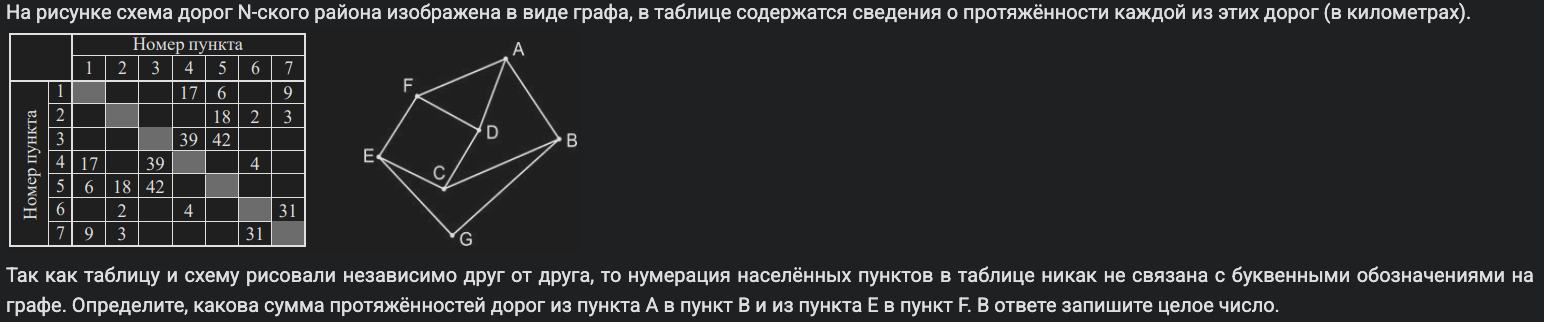 На рисунке схема дорог N-ского района изображена в виде графа, в таблице содержатся сведения о протяжённости каждой из этих дорог (в километрах).
Номер пункта
1 2 3 4 5 6 7
Номер пункта
1 17 6 9
2 18 2 3
3 39 42
4 17 39 4
5 6 18 42
6 2 4 31
7 9 3 31
A
F
D
B
E
C
G
Так как таблицу и схему рисовали независимо друг от друга, то нумерация населённых пунктов в таблице никак не связана с буквенными обозначениями на
графе. Определите, какова сумма протяжённостей дорог из пункта A в пункт B и из пункта E в пункт F. В ответе запишите целое число.